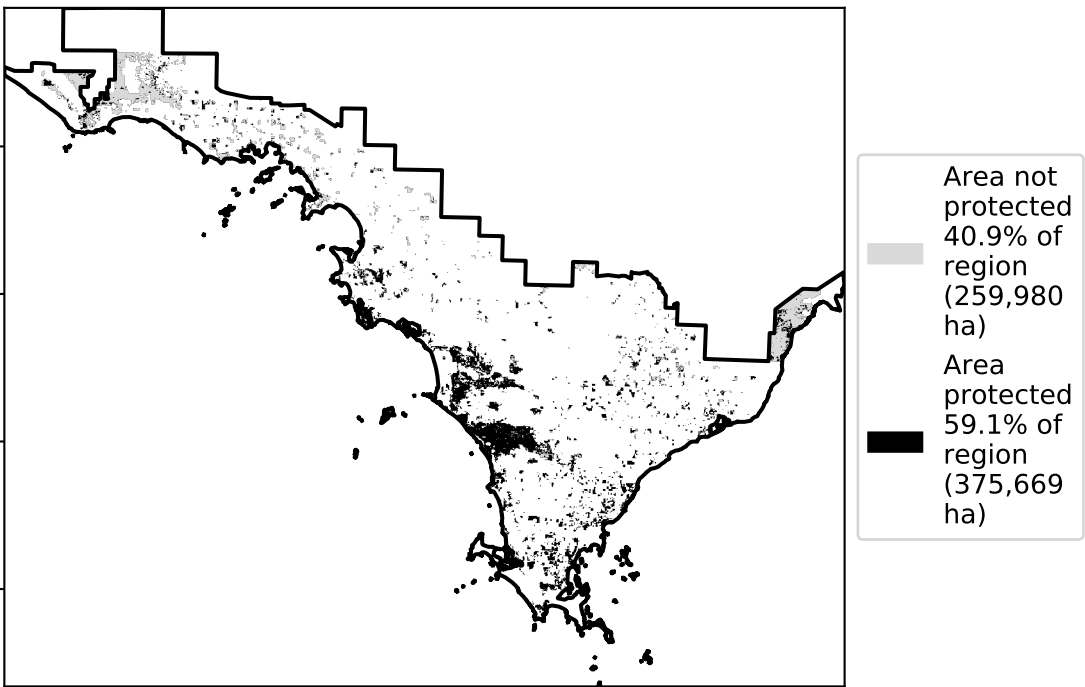 Area not
protected
40.9% of
region
(259,980
ha)
Area
protected
59.1% of
region
(375,669
ha)